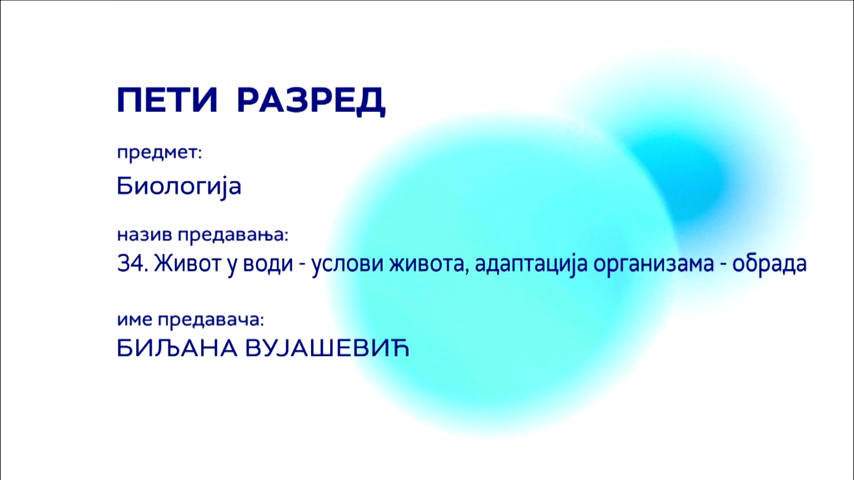 ПЕТИ РАЗРЕД
предмет:
Биологија
назив предавања:
34. Живот у води - услови живота, адаптација организама - обрада
име предавача:
БИЉАНА ВУЈАШЕВИЋ